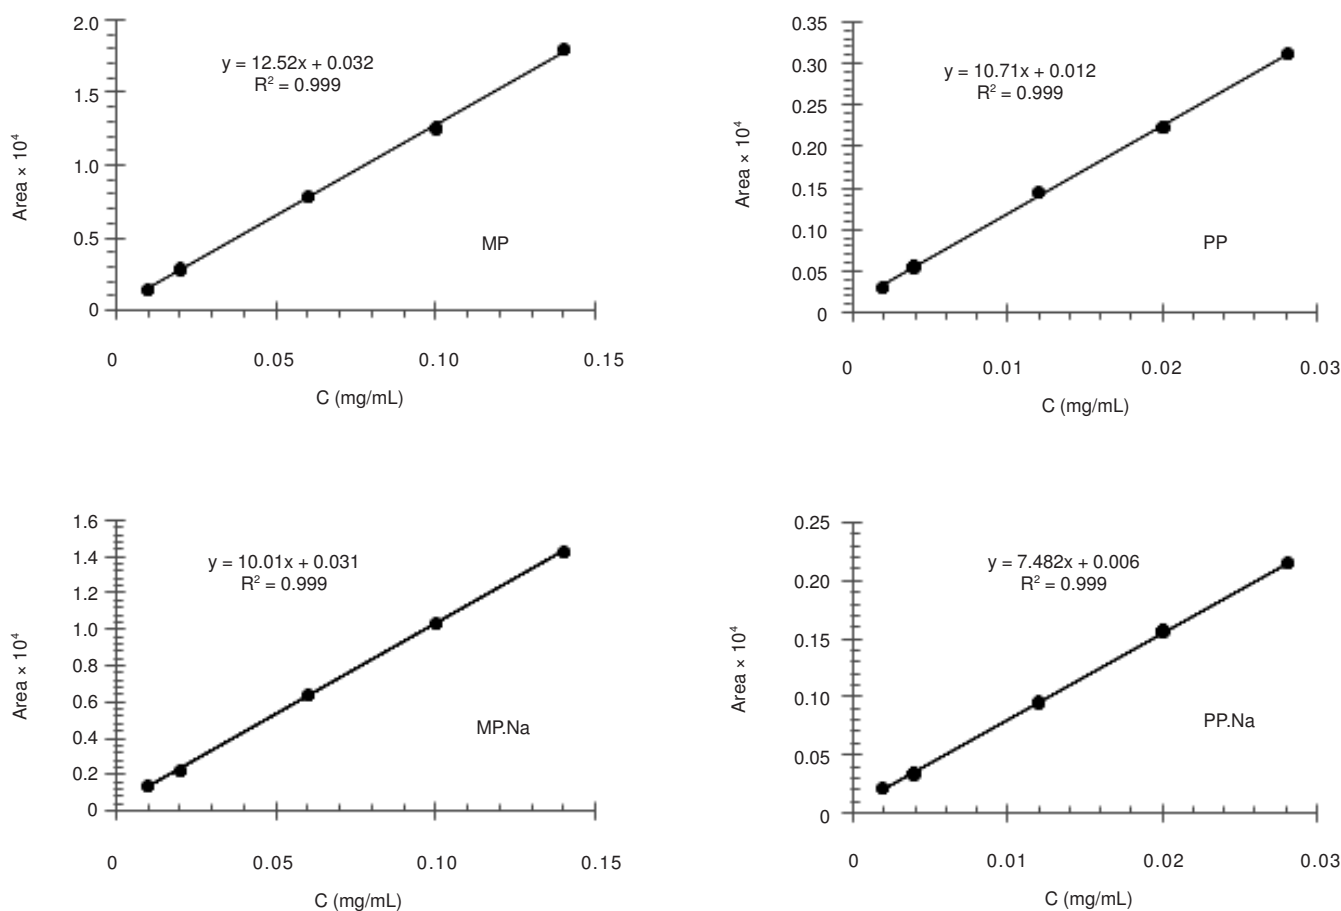 2.0
1.5
1.0
0.5
0
Area × 10⁴
y = 12.52x + 0.032
R² = 0.999
MP
0 0.05 0.10 0.15
C (mg/mL)
0.35
0.30
0.25
0.20
0.15
0.10
0.05
0
Area × 10⁴
y = 10.71x + 0.012
R² = 0.999
PP
0 0.01 0.02 0.03
C (mg/mL)
1.6
1.4
1.2
1.0
0.8
0.6
0.4
0.2
0
Area × 10⁴
y = 10.01x + 0.031
R² = 0.999
MP.Na
0 0.05 0.10 0.15
C (mg/mL)
0.25
0.20
0.15
0.10
0.05
0
Area × 10⁴
y = 7.482x + 0.006
R² = 0.999
PP.Na
0 0.01 0.02 0.03
C (mg/mL)